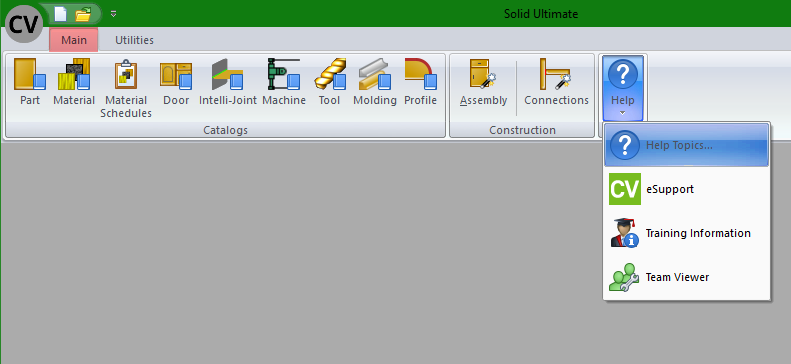 Solid Ultimate
CV
Main Utilities
Part Material Material Schedules Door Intelli-Joint Machine Tool Molding Profile Assembly Connections Help
Catalogs Construction
Help Topics...
CV eSupport
Training Information
Team Viewer